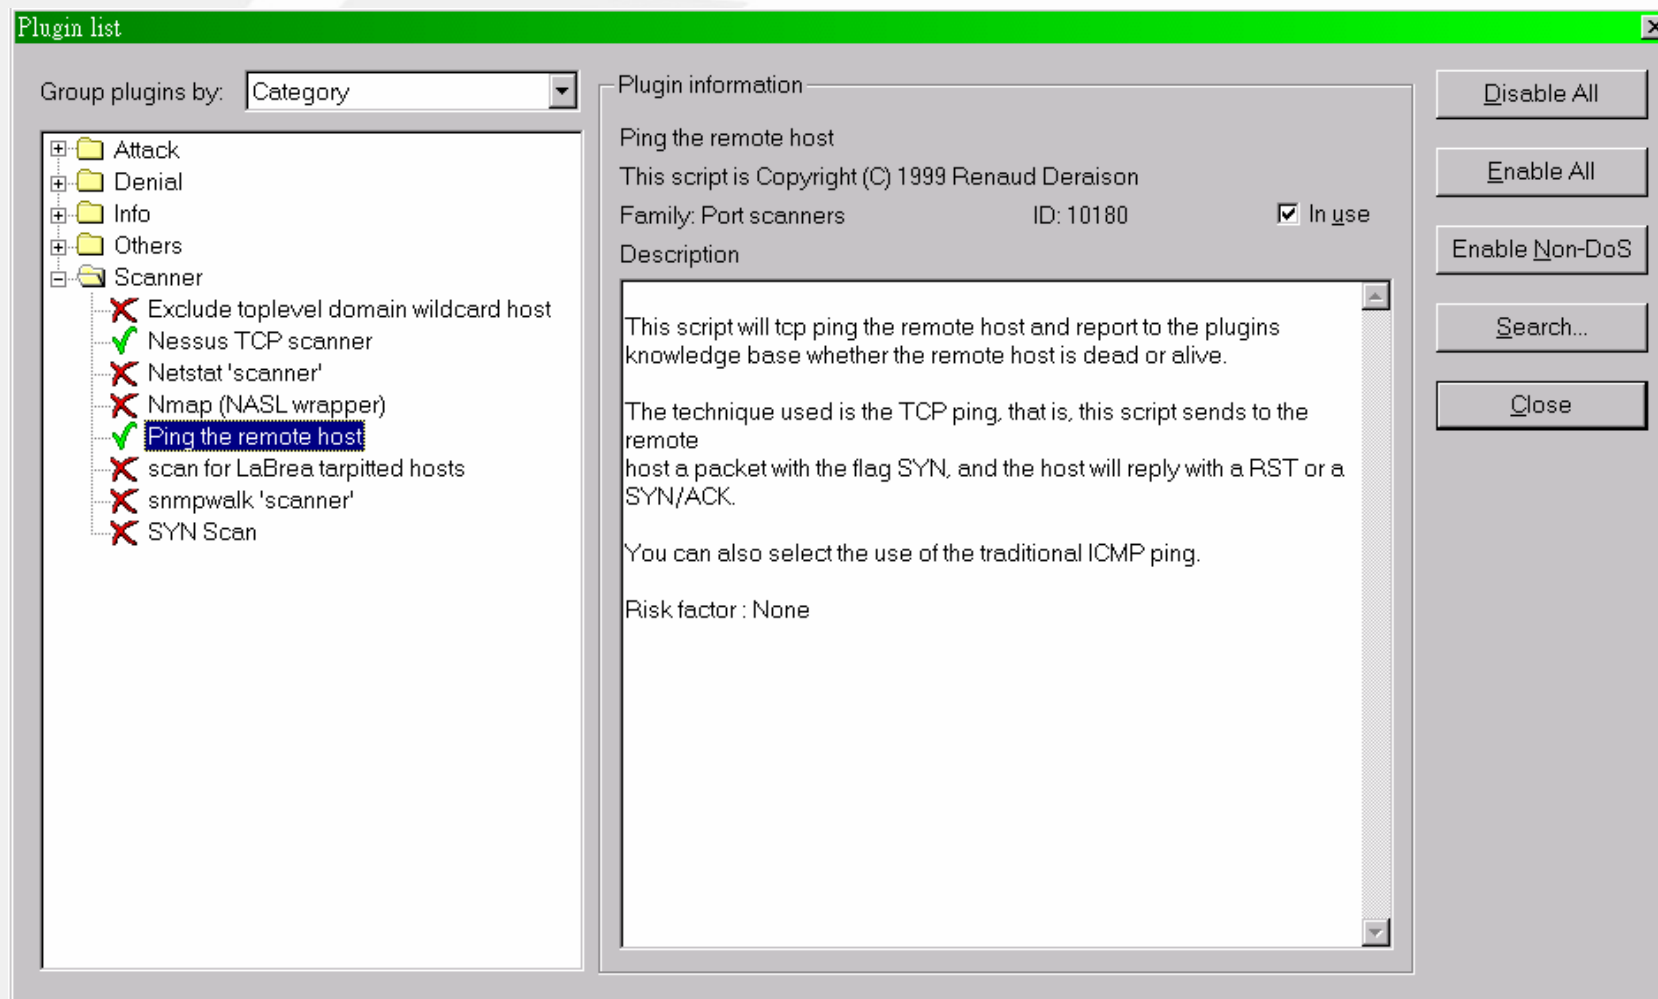 Plugin list
Group plugins by:
Category
Attack
Denial
Info
Others
Scanner
Exclude toplevel domain wildcard host
Nessus TCP scanner
Netstat 'scanner'
Nmap (NASL wrapper)
Ping the remote host
scan for LaBrea tarpitted hosts
snmpwalk 'scanner'
SYN Scan
Plugin information
Ping the remote host
This script is Copyright (C) 1999 Renaud Deraison
Family: Port scanners ID: 10180 In use
Description
This script will tcp ping the remote host and report to the plugins
knowledge base whether the remote host is dead or alive.
The technique used is the TCP ping, that is, this script sends to the
remote
host a packet with the flag SYN, and the host will reply with a RST or a
SYN/ACK.
You can also select the use of the traditional ICMP ping.
Risk factor : None
Disable All
Enable All
Enable Non-DoS
Search...
Close